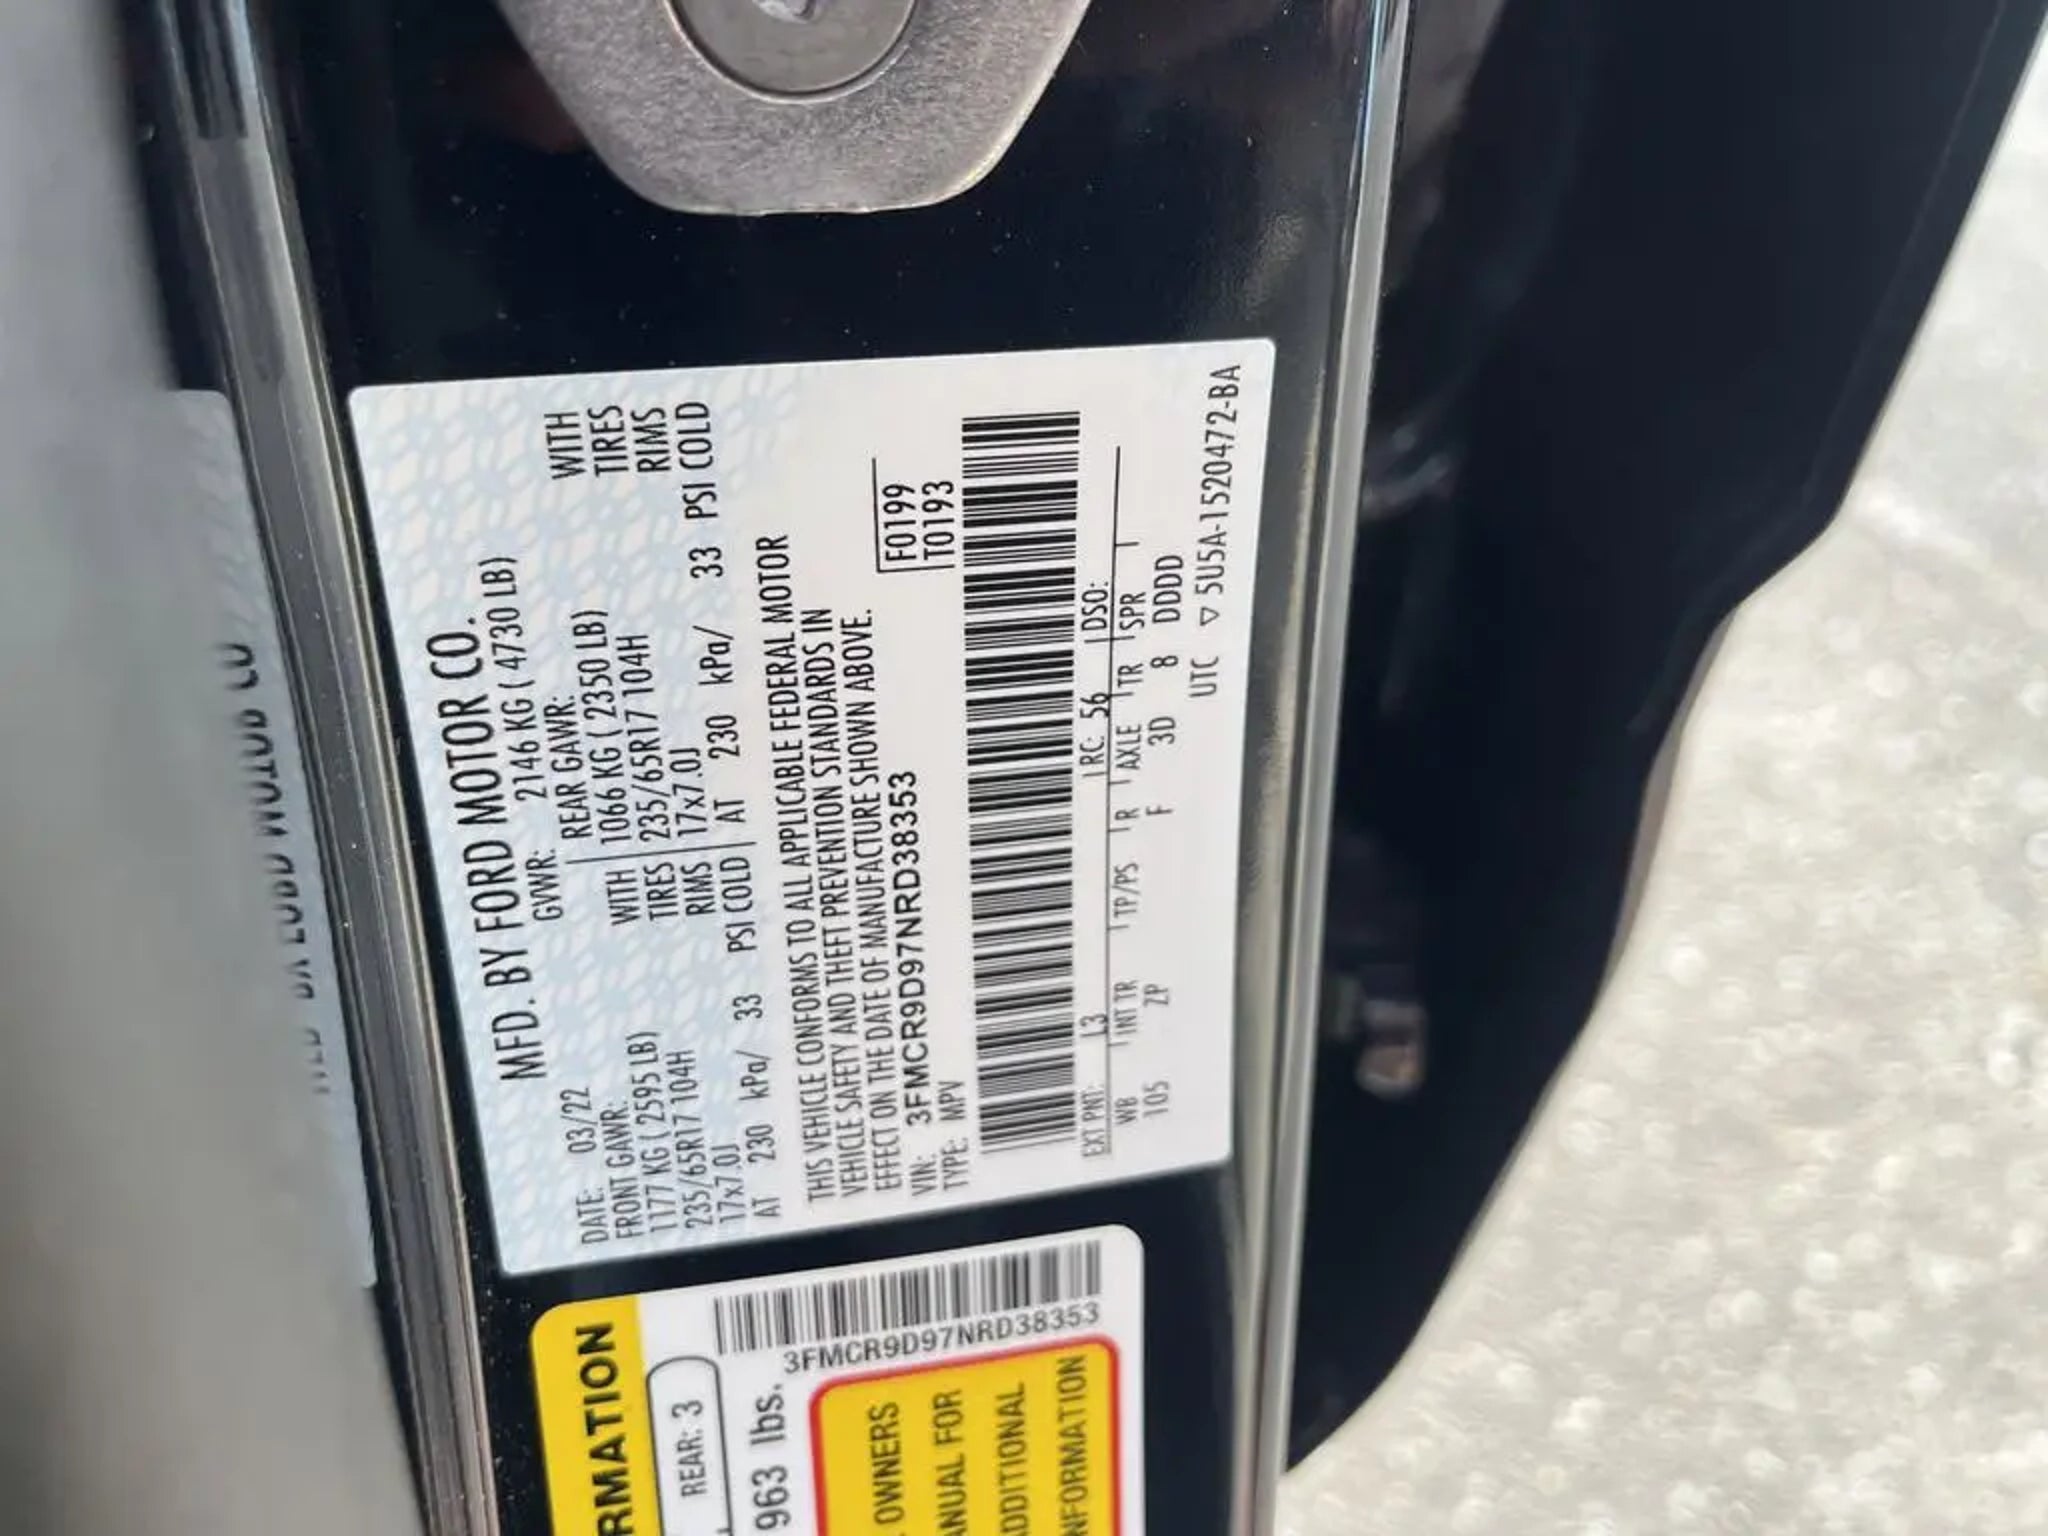 MFD. BY FORD MOTOR CO.
DATE: 03/22 GVWR: 2146 KG ( 4730 LB)
FRONT GAWR: REAR GAWR:
1177 KG ( 2595 LB) WITH 1066 KG ( 2350 LB) WITH
235/65R17 104H TIRES 235/65R17 104H TIRES
17x7.0J RIMS 17x7.0J RIMS
AT 230 kPa/ 33 PSI COLD AT 230 kPa/ 33 PSI COLD
THIS VEHICLE CONFORMS TO ALL APPLICABLE FEDERAL MOTOR
VEHICLE SAFETY AND THEFT PREVENTION STANDARDS IN
EFFECT ON THE DATE OF MANUFACTURE SHOWN ABOVE.
VIN: 3FMCR9D97NRD38353 F0199
TYPE: MPV T0193
EXT PNT: L3 RC: 56 DSO:
WB INT TR TP/PS R AXLE TR SPR
105 ZP F 3D 8 DDDD
UTC ▽ 5U5A-1520472-BA
RMATION
REAR: 3
963 lbs.
3FMCR9D97NRD38353
OWNERS
ANUAL FOR
ADDITIONAL
NFORMATION